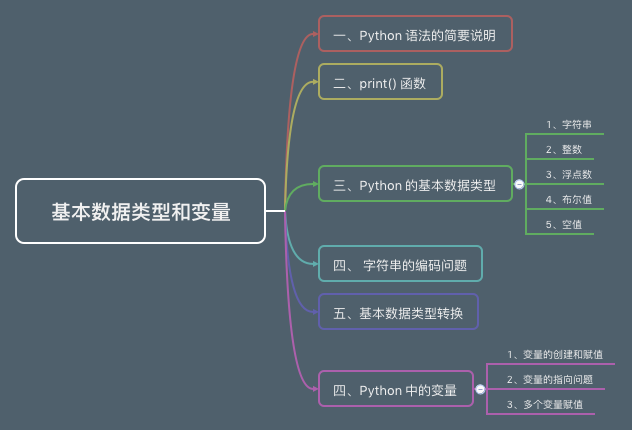 基本数据类型和变量
一、Python 语法的简要说明
二、print() 函数
三、Python 的基本数据类型
1、字符串
2、整数
3、浮点数
4、布尔值
5、空值
四、 字符串的编码问题
五、基本数据类型转换
四、Python 中的变量
1、变量的创建和赋值
2、变量的指向问题
3、多个变量赋值